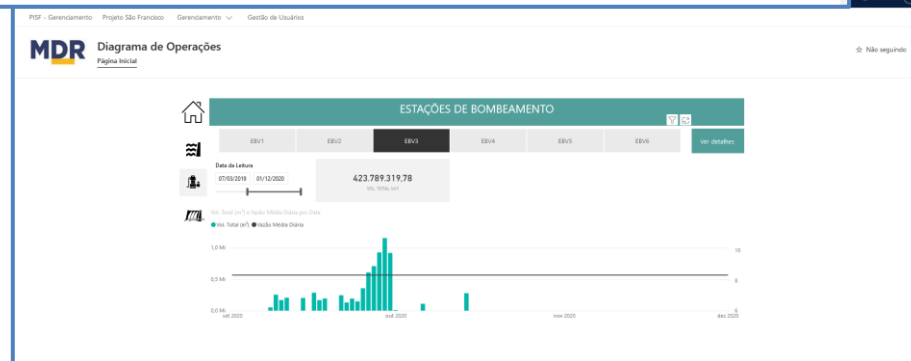 PISF - Gerenciamento Projeto São Francisco Gerenciamento Gestão de Usuários
MDR
Diagrama de Operações
Página Inicial
Não seguindo
ESTAÇÕES DE BOMBEAMENTO
EBV1 EBV2 EBV3 EBV4 EBV5 EBV6 Ver detalhes
Data da Leitura
07/03/2019 01/12/2020
423.789.319,78
Vol. Total (m³)
Vol. Total (m³) e Vazão Média Diária por Data
Vol. Total (m³) Vazão Média Diária
1,0 Mi
0,5 Mi
0,0 Mi
10
8
6
set 2020 out 2020 nov 2020 dez 2020